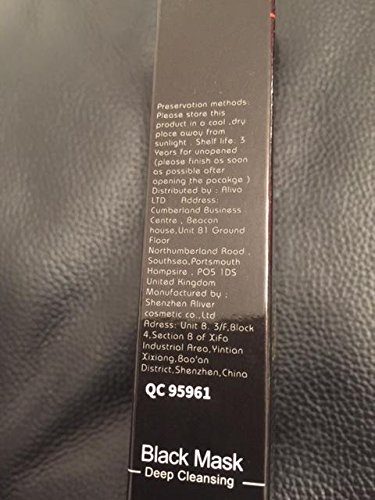 Preservation methods:
Please store this
product in a cool ,dry
place away from
sunlight . Shelf life: 3
Years for unopened
(please finish as soon
as possible after
opening the pacakge )
Distributed by : Alivo
LTD Address:
Cumberland Business
Centre , Beacon
house,Unit B1 Ground
Floor
Northumberland Road ,
Southsea,Portsmouth
Hampsire , PO5 1DS
United Kingdom
Manufactured by :
Shenzhen Aliver
cosmetic co.,Ltd
Adress: Unit B, 3/F,Block
4,Section B of XiFa
Industrial Area,Yintian
Xixiang,Bao'an
District,Shenzhen,China
QC 95961
Black Mask
Deep Cleansing